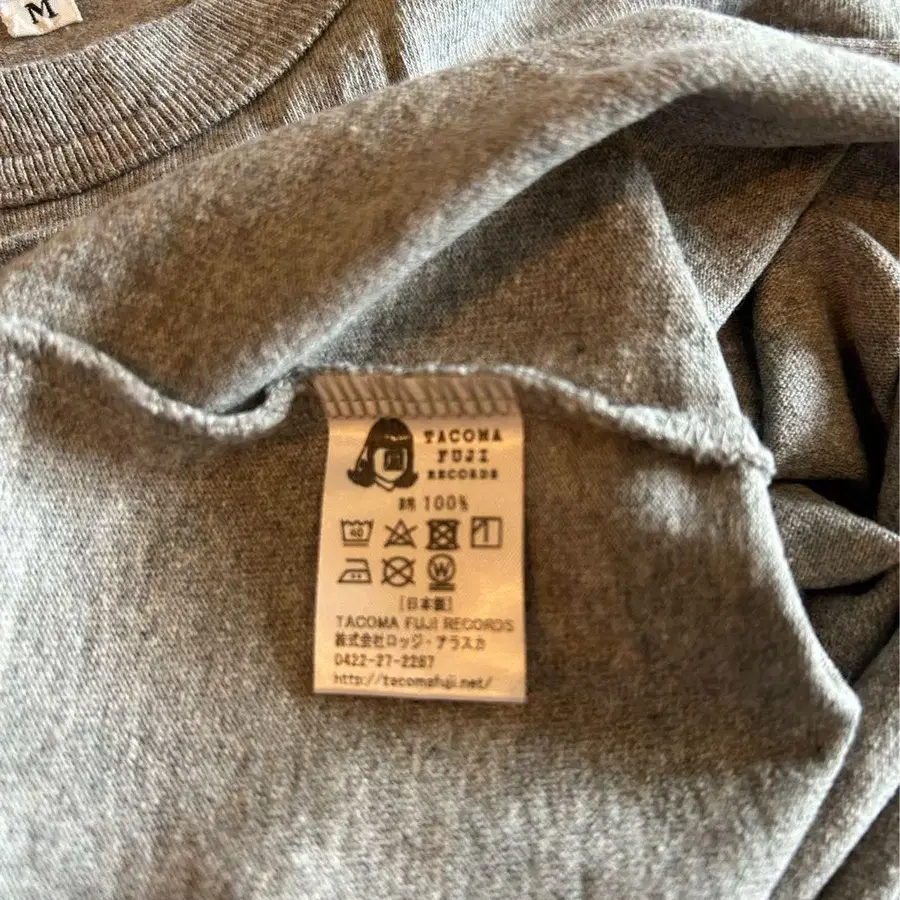 M
TACOMA
FUJI
RECORDS
綿 100%
40
W
[日本製]
TACOMA FUJI RECORDS
株式会社ロッジ・アラスカ
0422-27-2287
http://tacomafuji.net/